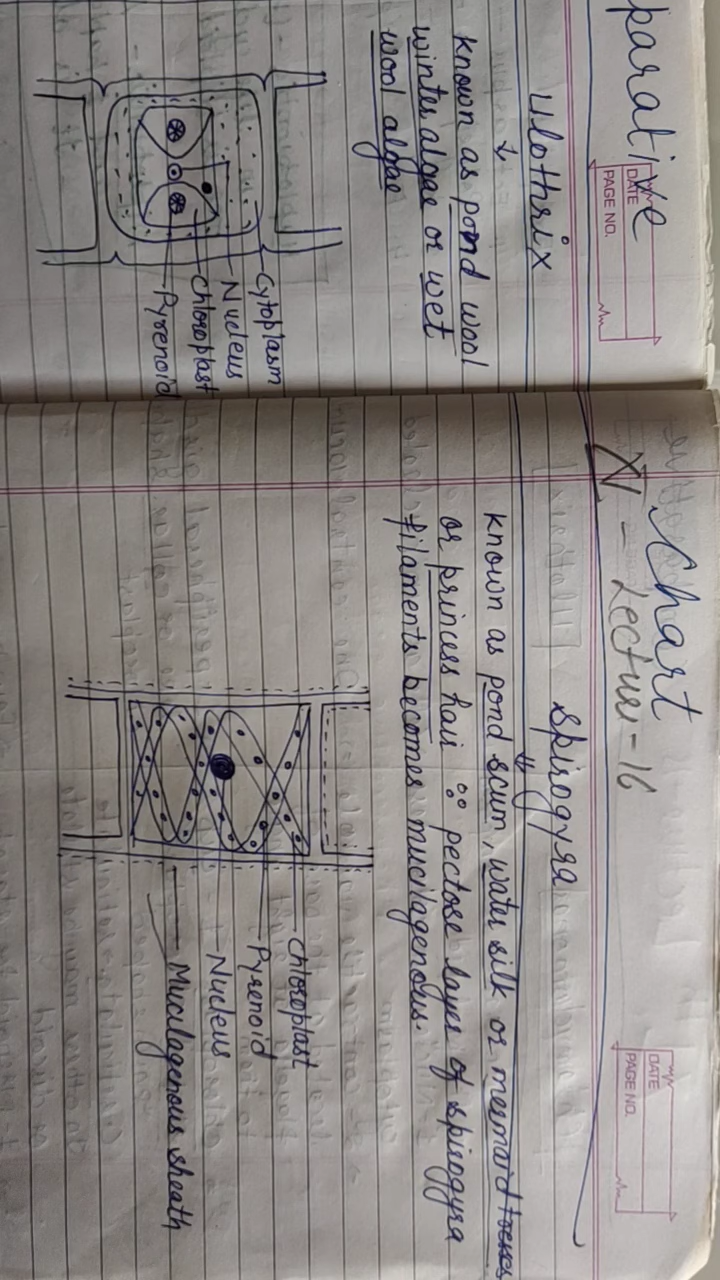 parative
DATE
PAGE NO.
Ulothrix
known as pond wool
winter algae or wet
wool algae
Cytoplasm
Nucleus
Chloroplast
Pyrenoid
Chart
XI - Lecture-16
DATE
PAGE NO.
Spirogyra
known as pond scum, water silk or mermaid tresses
or princess hair ∵ pectose layer of spirogyra
filaments becomes mucilagenous.
Chloroplast
Pyrenoid
Nucleus
Mucilagenous sheath